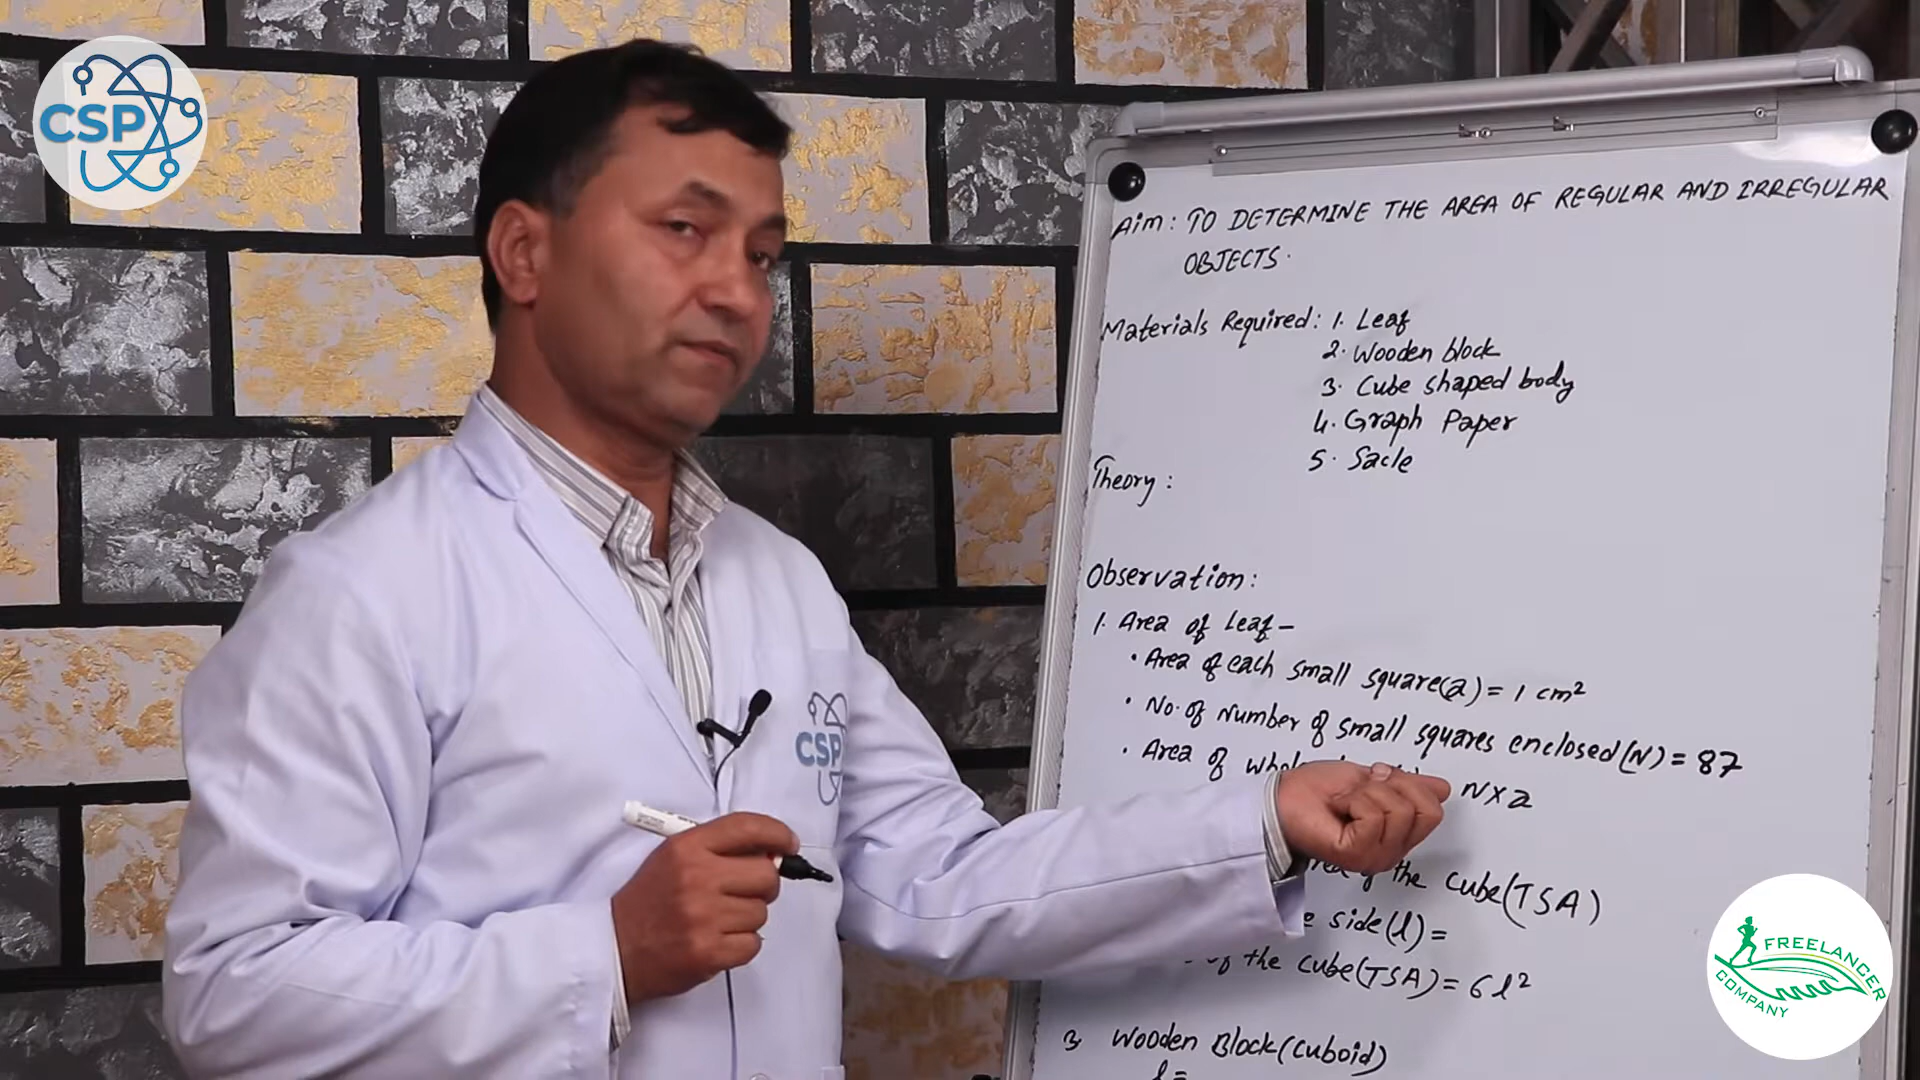 CSP
Aim: TO DETERMINE THE AREA OF REGULAR AND IRREGULAR
OBJECTS.
Materials Required: 1. Leaf
2. Wooden block
3. Cube shaped body
4. Graph Paper
5. Sacle
Theory:
Observation:
1. Area of Leaf-
• Area of each small square(a) = 1 cm²
• No. of Number of small squares enclosed (N) = 87
• Area of N×a
the cube (TSA)
side (l) =
of the cube (TSA) = 6l²
3 Wooden Block (cuboid)
l =
CSP
FREELANCER
COMPANY